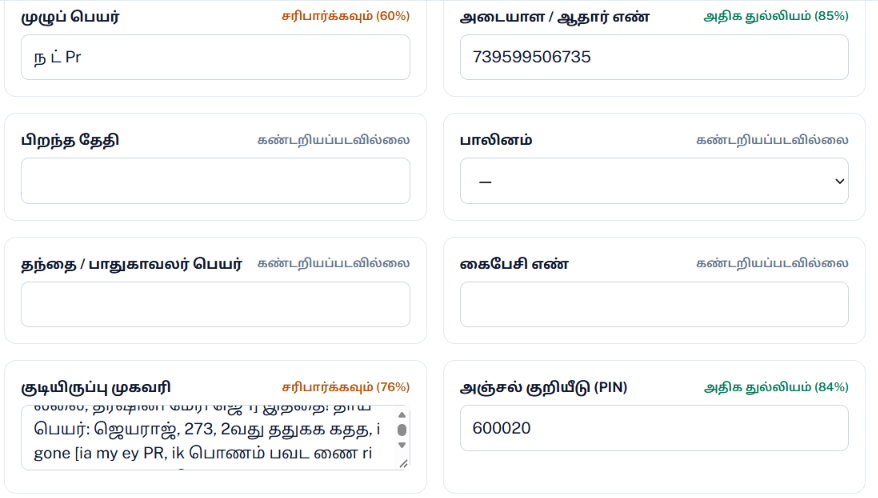 முழுப் பெயர் சரிபார்க்கவும் (60%)
ந ட் Pr
அடையாள / ஆதார் எண் அதிக துல்லியம் (85%)
739599506735
பிறந்த தேதி கண்டறியப்படவில்லை
பாலினம் கண்டறியப்படவில்லை
—
தந்தை / பாதுகாவலர் பெயர் கண்டறியப்படவில்லை
கைபேசி எண் கண்டறியப்படவில்லை
குடியிருப்பு முகவரி சரிபார்க்கவும் (76%)
பெயர்: ஜெயராஜ், 273, 2வது ததுகக கதத, i
gone [ia my ey PR, ik பொணம் பவட ணை ri
அஞ்சல் குறியீடு (PIN) அதிக துல்லியம் (84%)
600020